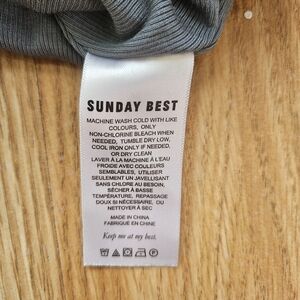 SUNDAY BEST
MACHINE WASH COLD WITH LIKE
COLOURS, ONLY
NON-CHLORINE BLEACH WHEN
NEEDED, TUMBLE DRY LOW,
COOL IRON ONLY IF NEEDED,
OR DRY CLEAN
LAVER À LA MACHINE À L'EAU
FROIDE AVEC COULEURS
SEMBLABLES, UTILISER
SEULEMENT UN JAVELLISANT
SANS CHLORE AU BESOIN,
SÉCHER À BASSE
TEMPÉRATURE, REPASSAGE
DOUX SI NÉCESSAIRE, OU
NETTOYER À SEC
MADE IN CHINA
FABRIQUÉ EN CHINE
Keep me at my best.